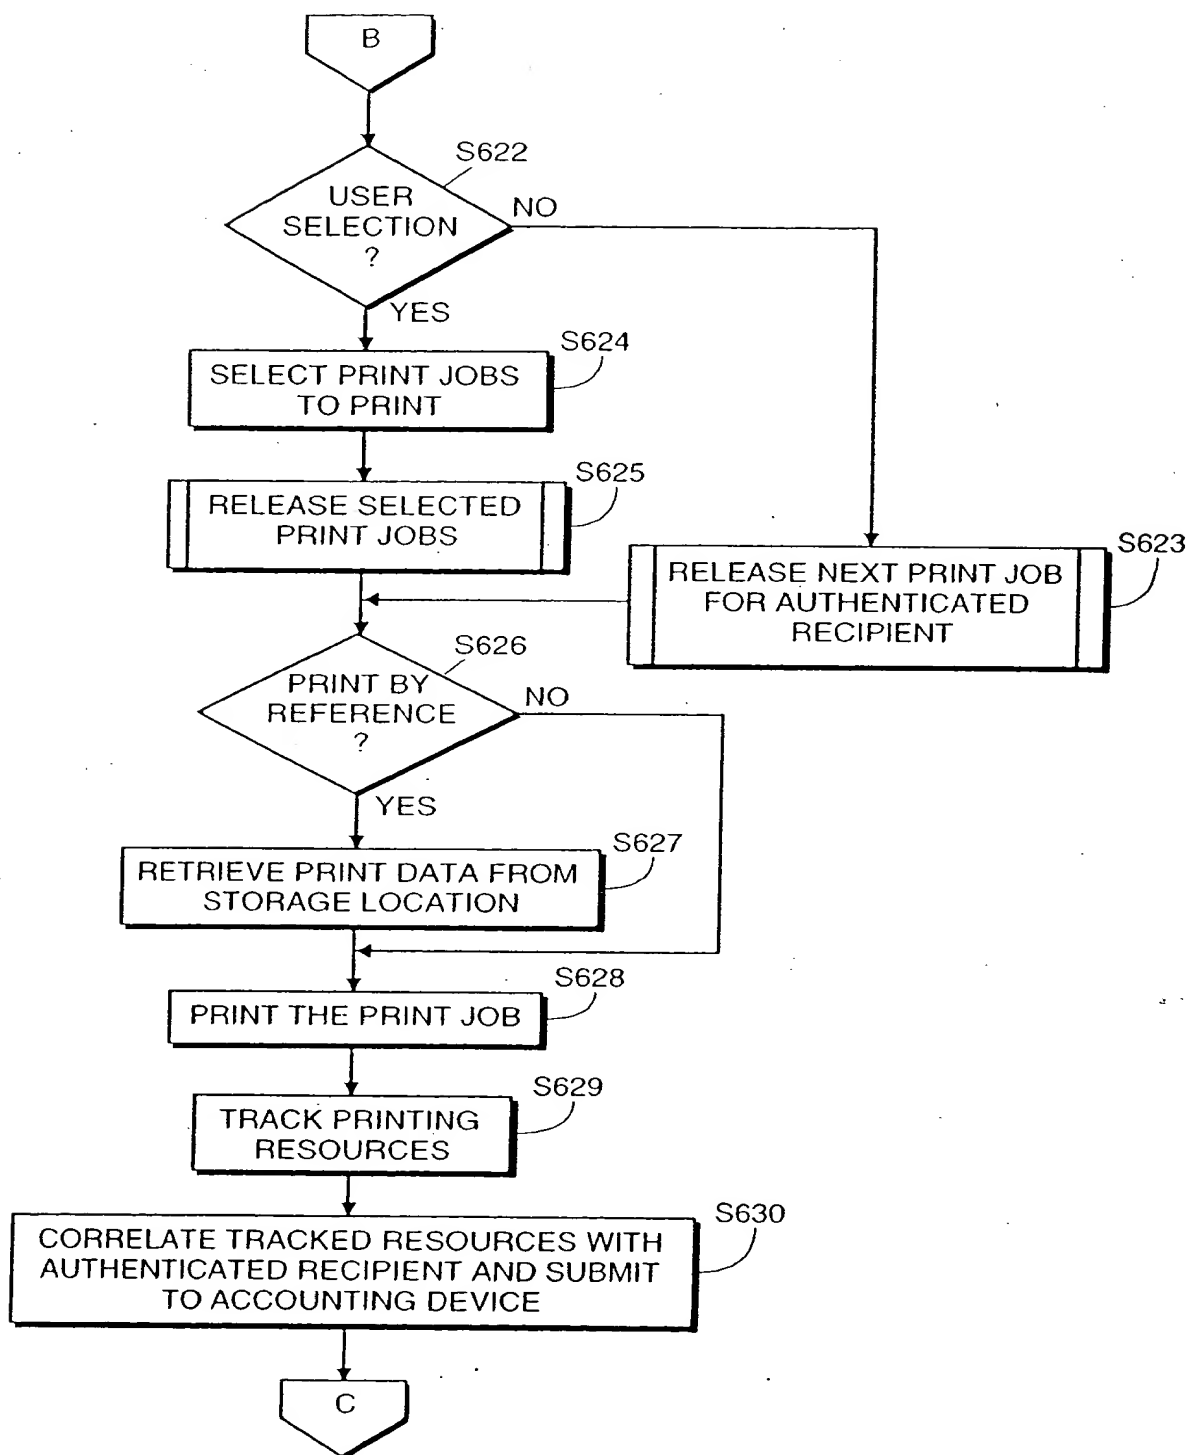 B
S622
USER
SELECTION
?
NO
YES
S624
SELECT PRINT JOBS
TO PRINT
S625
RELEASE SELECTED
PRINT JOBS
S623
RELEASE NEXT PRINT JOB
FOR AUTHENTICATED
RECIPIENT
S626
PRINT BY
REFERENCE
?
NO
YES
S627
RETRIEVE PRINT DATA FROM
STORAGE LOCATION
S628
PRINT THE PRINT JOB
S629
TRACK PRINTING
RESOURCES
S630
CORRELATE TRACKED RESOURCES WITH
AUTHENTICATED RECIPIENT AND SUBMIT
TO ACCOUNTING DEVICE
C